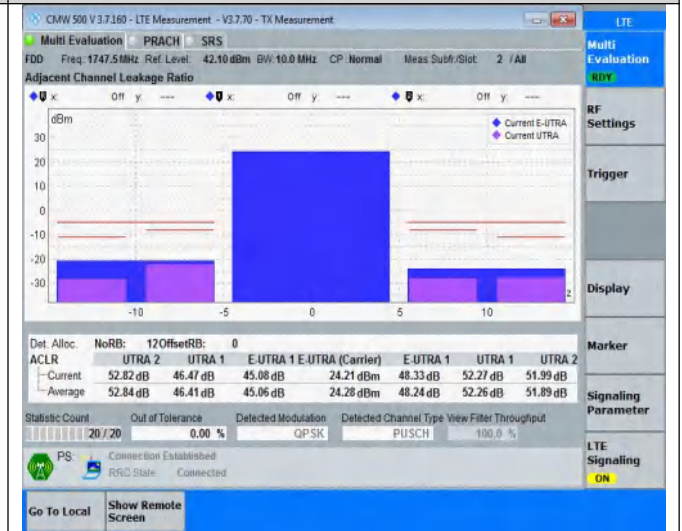 CMW 500 V 3.7.160 - LTE Measurement - V3.7.70 - TX Measurement
LTE
Multi Evaluation PRACH SRS
Multi Evaluation
RDY
FDD Freq.:1747.5 MHz Ref. Level: 42.10 dBm BW:10.0 MHz CP :Normal Meas Subfr./Slot: 2 / All
Adjacent Channel Leakage Ratio
x: Off y: --- x: Off y: --- x: Off y: ---
RF Settings
dBm
Current E-UTRA
Current UTRA
30
20
10
0
-10
-20
-30
Trigger
2
-10 -5 0 5 10
Display
Det. Alloc. NoRB: 12 OffsetRB: 0
Marker
ACLR UTRA 2 UTRA 1 E-UTRA 1 E-UTRA (Carrier) E-UTRA 1 UTRA 1 UTRA 2
Current 52.82 dB 46.47 dB 45.08 dB 24.21 dBm 48.33 dB 52.27 dB 51.99 dB
Average 52.84 dB 46.41 dB 45.06 dB 24.28 dBm 48.24 dB 52.26 dB 51.89 dB
Signaling Parameter
Statistic Count Out of Tolerance Detected Modulation Detected Channel Type View Filter Throughput
20 / 20 0.00 % QPSK PUSCH 100.0 %
PS: Connection Established
RRC State Connected
LTE Signaling
ON
Go To Local
Show Remote Screen